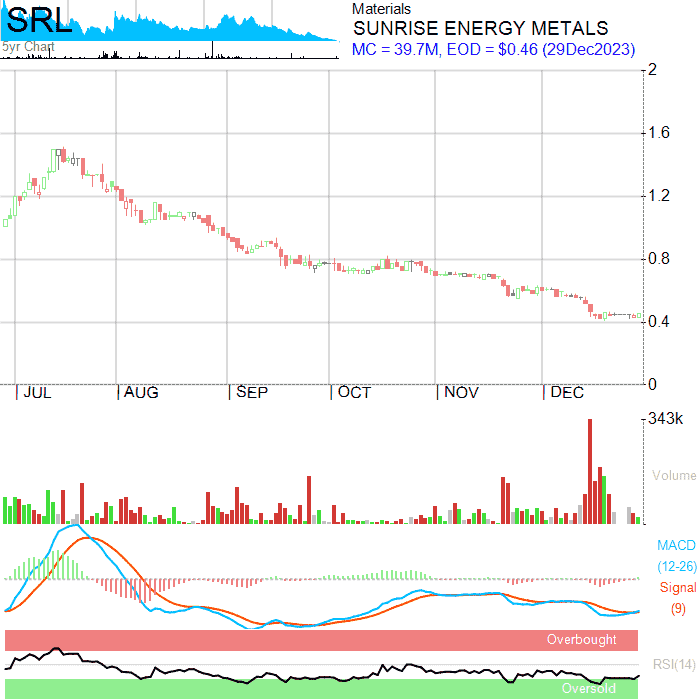 SRL
5yr Chart
Materials
SUNRISE ENERGY METALS
MC = 39.7M, EOD = $0.46 (29Dec2023)
2
1.6
1.2
0.8
0.4
0
JUL AUG SEP OCT NOV DEC
343k
Volume
MACD
(12-26)
Signal
(9)
Overbought
RSI(14)
Oversold